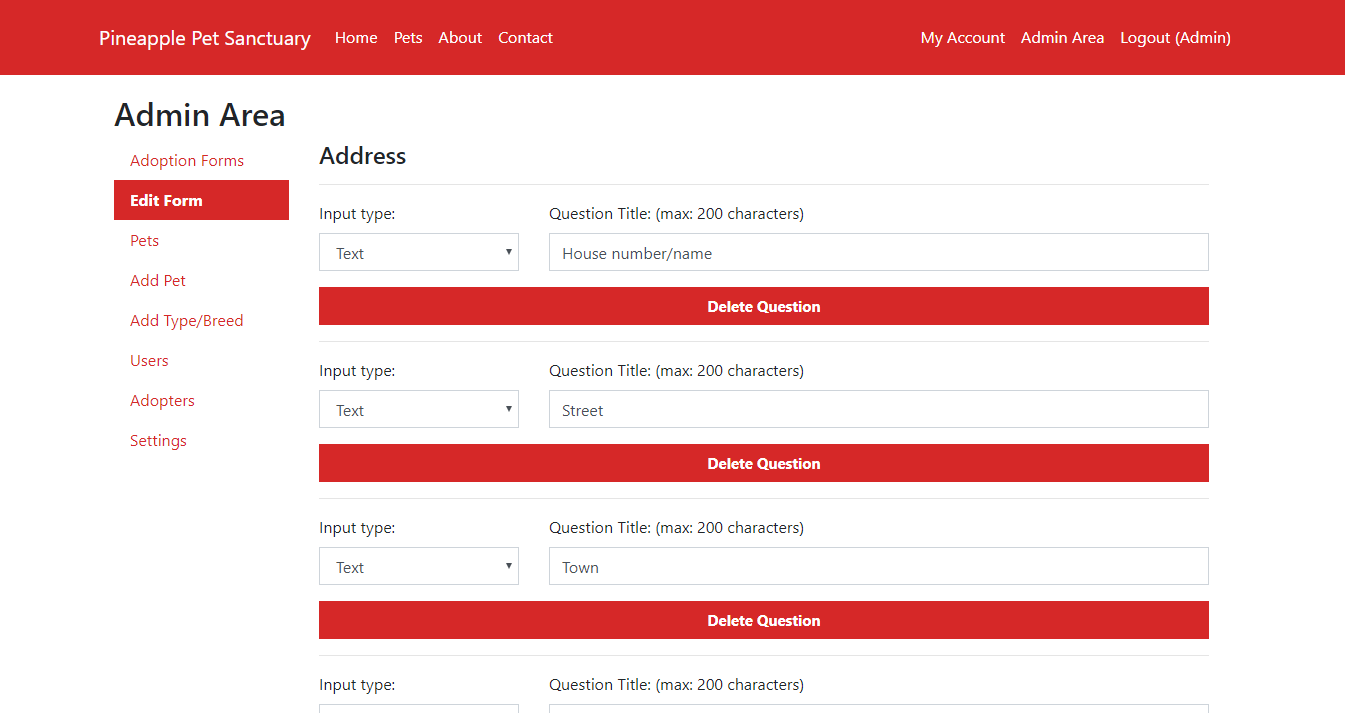 Pineapple Pet Sanctuary Home Pets About Contact My Account Admin Area Logout (Admin)
Admin Area
Adoption Forms
Edit Form
Pets
Add Pet
Add Type/Breed
Users
Adopters
Settings
Address
Input type: Question Title: (max: 200 characters)
Text House number/name
Delete Question
Input type: Question Title: (max: 200 characters)
Text Street
Delete Question
Input type: Question Title: (max: 200 characters)
Text Town
Delete Question
Input type: Question Title: (max: 200 characters)